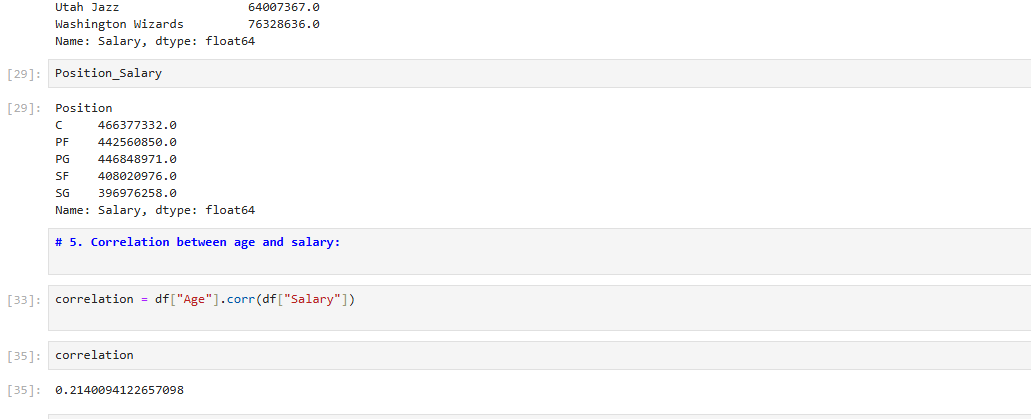 Utah Jazz                  64007367.0
Washington Wizards         76328636.0
Name: Salary, dtype: float64
[29]: Position_Salary
[29]: Position
C     466377332.0
PF    442560850.0
PG    446848971.0
SF    408020976.0
SG    396976258.0
Name: Salary, dtype: float64
# 5. Correlation between age and salary:
[33]: correlation = df["Age"].corr(df["Salary"])
[35]: correlation
[35]: 0.2140094122657098